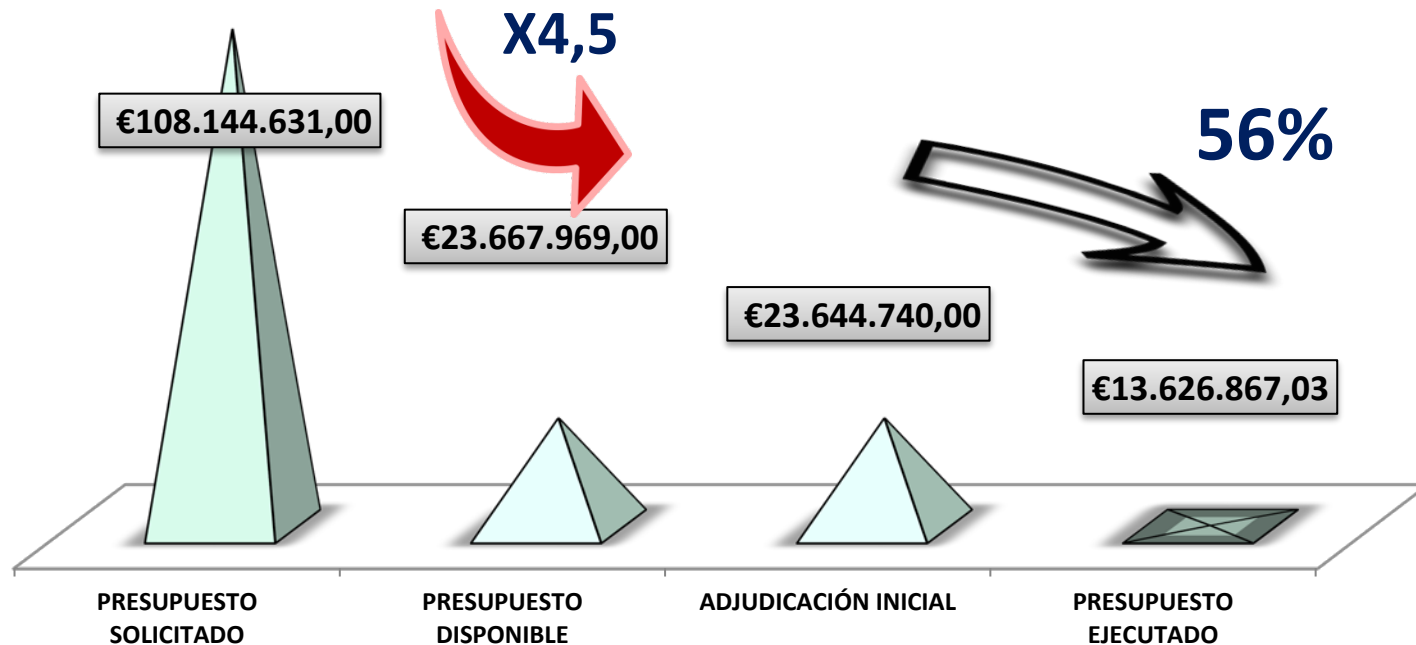 X4,5
56%
€108.144.631,00
€23.667.969,00
€23.644.740,00
€13.626.867,03
PRESUPUESTO
SOLICITADO
PRESUPUESTO
DISPONIBLE
ADJUDICACIÓN INICIAL
PRESUPUESTO
EJECUTADO